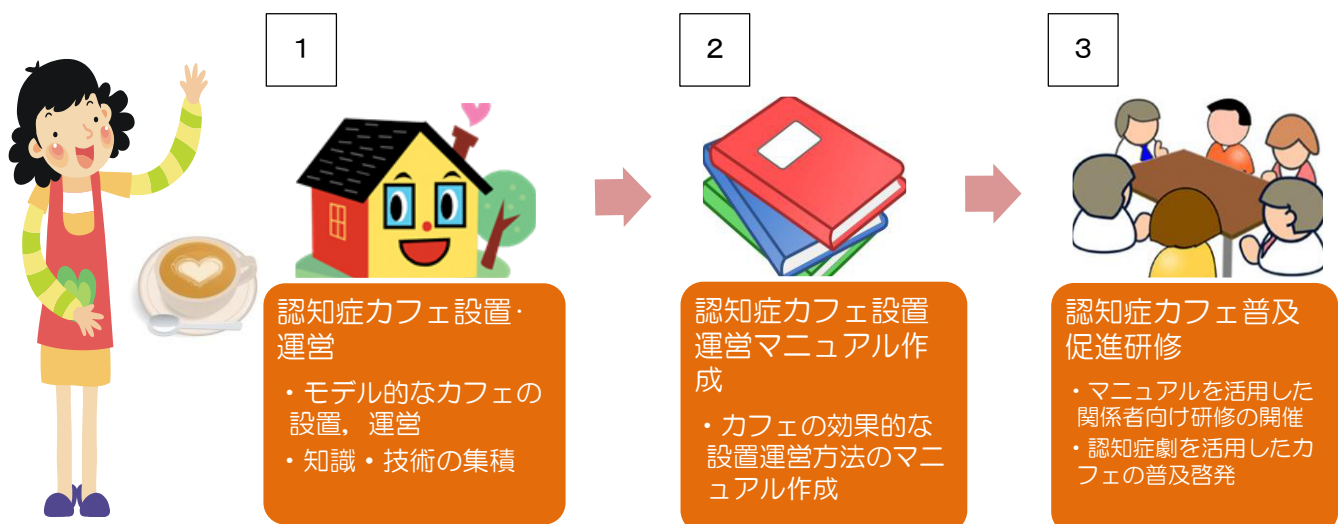 1
認知症カフェ設置・
運営
・モデル的なカフェの
設置，運営
・知識・技術の集積
2
認知症カフェ設置
運営マニュアル作
成
・カフェの効果的な
設置運営方法のマニ
ュアル作成
3
認知症カフェ普及
促進研修
・マニュアルを活用した
関係者向け研修の開催
・認知症劇を活用したカ
フェの普及啓発